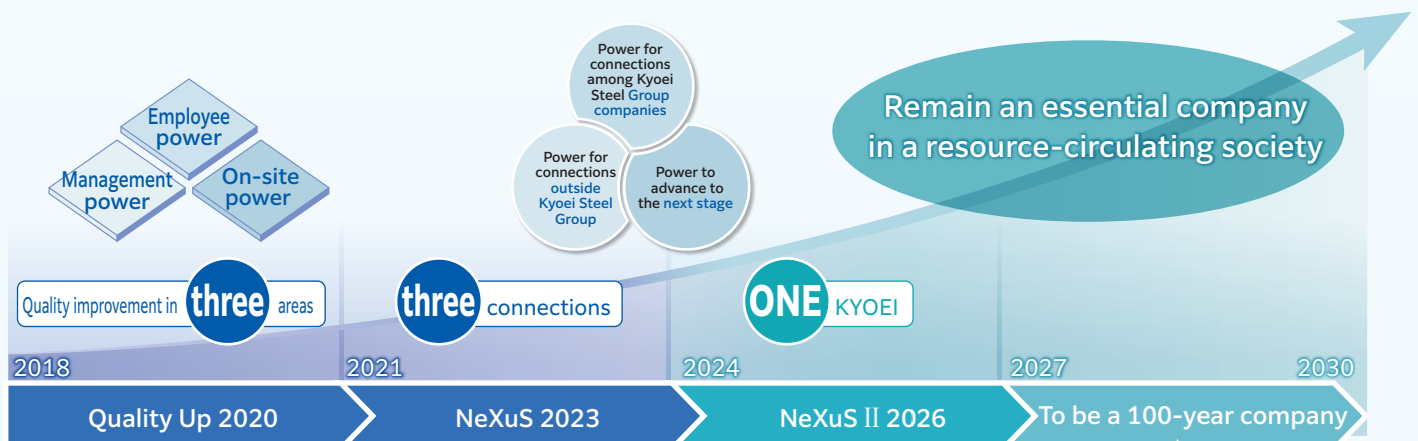 Employee
power
Management
power
On-site
power
Quality improvement in three areas
Power for
connections
among Kyoei
Steel Group
companies
Power for
connections
outside
Kyoei Steel
Group
Power to
advance to
the next stage
three connections
ONE KYOEI
Remain an essential company
in a resource-circulating society
2018
2021
2024
2027
2030
Quality Up 2020
NeXuS 2023
NeXuS II 2026
To be a 100-year company